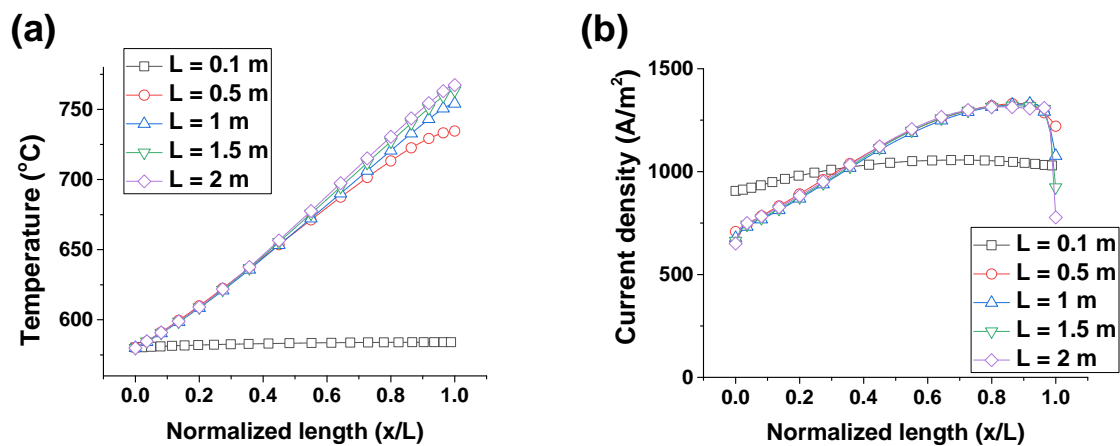 (a)
L = 0.1 m
L = 0.5 m
L = 1 m
L = 1.5 m
L = 2 m
750
700
650
600
Temperature (°C)
0.0 0.2 0.4 0.6 0.8 1.0
Normalized length (x/L)
(b)
1500
1000
500
0
Current density (A/m²)
L = 0.1 m
L = 0.5 m
L = 1 m
L = 1.5 m
L = 2 m
0.0 0.2 0.4 0.6 0.8 1.0
Normalized length (x/L)